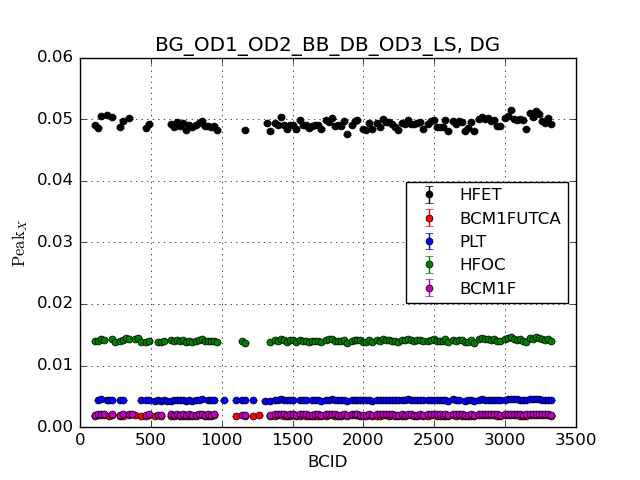 BG_OD1_OD2_BB_DB_OD3_LS, DG
0.06
0.05
0.04
0.03
0.02
0.01
0.00
Peak_X
HFET
BCM1FUTCA
PLT
HFOC
BCM1F
0 500 1000 1500 2000 2500 3000 3500
BCID